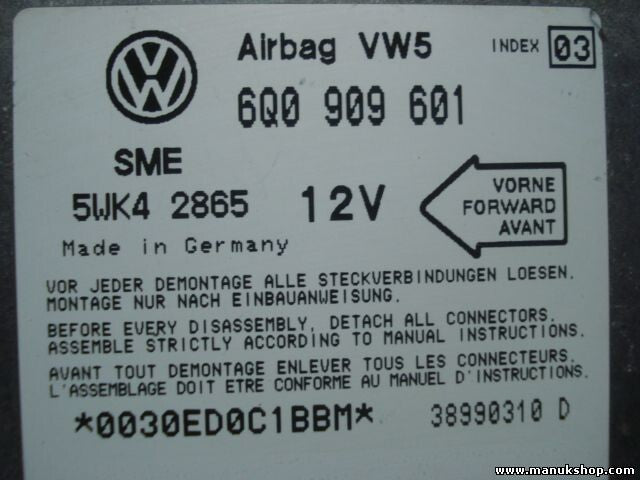 Airbag VW5 INDEX 03
6Q0 909 601
SME
5WK4 2865 12V
VORNE
FORWARD
AVANT
Made in Germany
VOR JEDER DEMONTAGE ALLE STECKVERBINDUNGEN LOESEN.
MONTAGE NUR NACH EINBAUANWEISUNG.
BEFORE EVERY DISASSEMBLY, DETACH ALL CONNECTORS.
ASSEMBLE STRICTLY ACCORDING TO MANUAL INSTRUCTIONS.
AVANT TOUT DEMONTAGE ENLEVER TOUS LES CONNECTEURS.
L'ASSEMBLAGE DOIT ETRE CONFORME AU MANUEL D'INSTRUCTIONS.
*0030ED0C1BBM* 38990310 D
www.manukshop.com